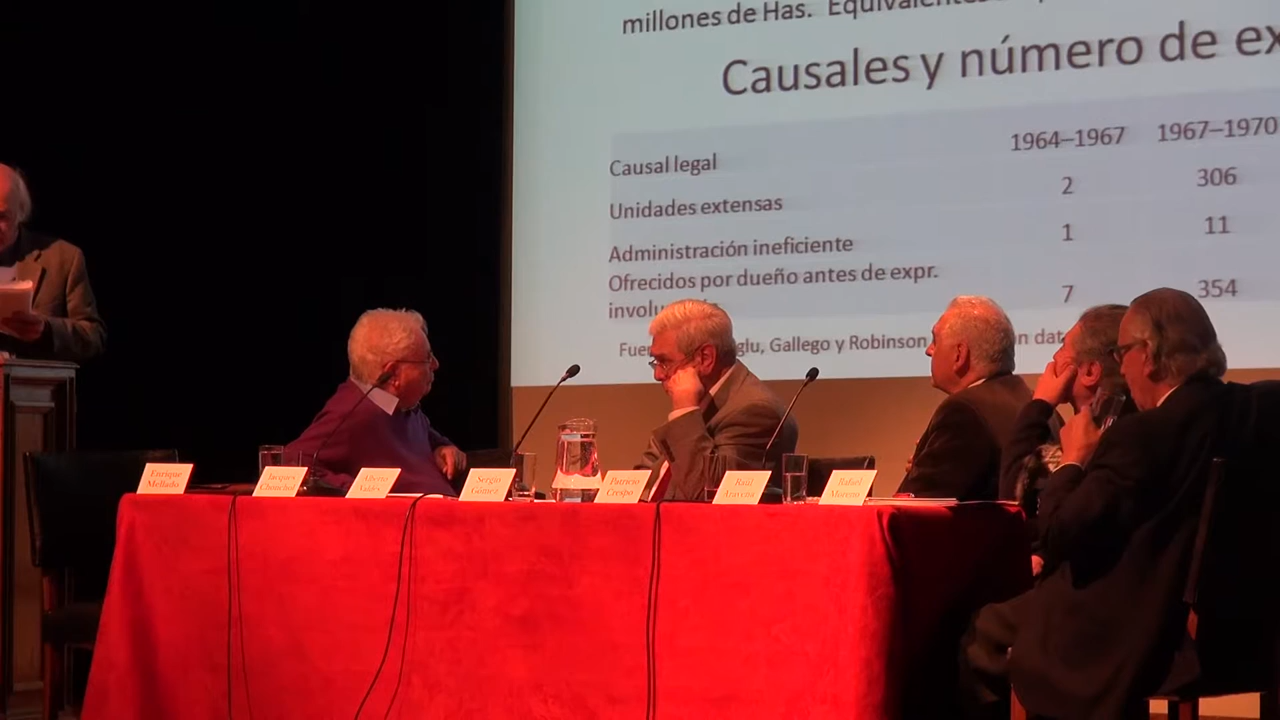 millones de Has. Equivalentes
Causales y número de ex
1964–1967 1967–1970
Causal legal
Unidades extensas 2 306
Administración ineficiente 1 11
Ofrecidos por dueño antes de expr.
7 354
Gallego y Robinson
Enrique
Mellado
Jacques
Chonchol
Alberto
Valdés
Sergio
Gómez
Patricio
Crespo
Raúl
Aravena
Rafael
Moreno